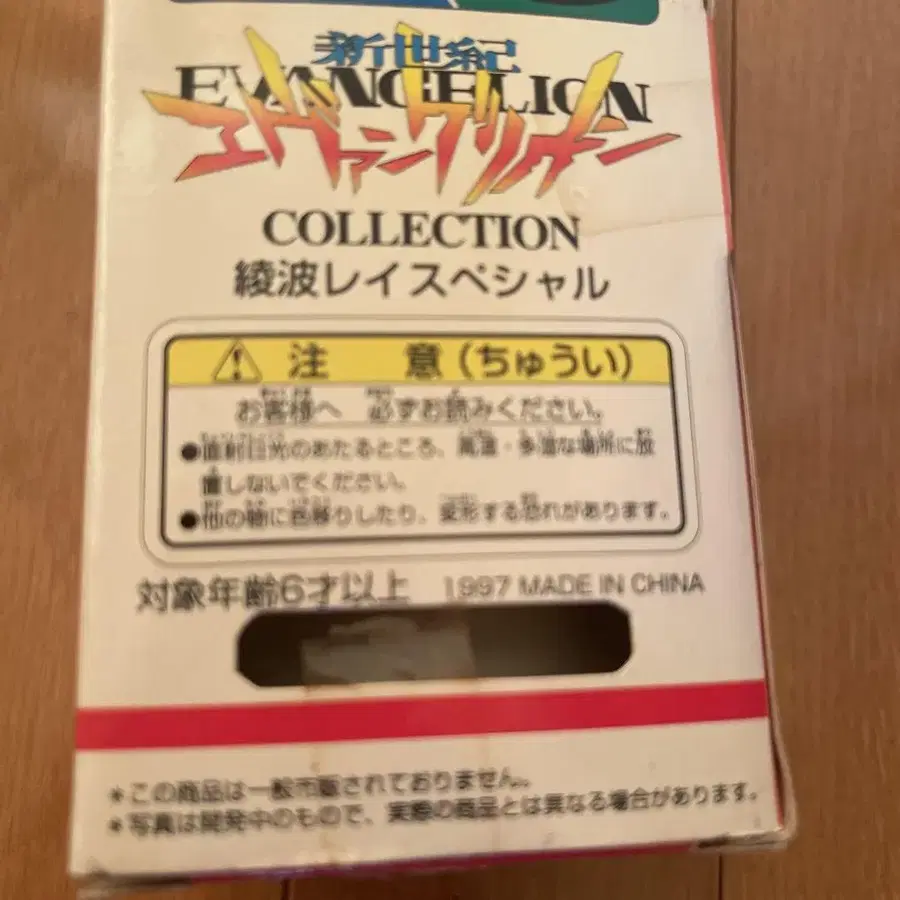 新世紀
EVANGELION
エヴァンゲリオン
COLLECTION
綾波レイスペシャル
注 意(ちゅうい)
お客様へ 必ずお読みください。
●直射日光のあたるところ、高温・多湿な場所に放
置しないでください。
●他の物に色移りしたり、変形する恐れがあります。
対象年齢6才以上 1997 MADE IN CHINA
*この商品は一般市販されておりません。
*写真は開発中のもので、実際の商品とは異なる場合があります。